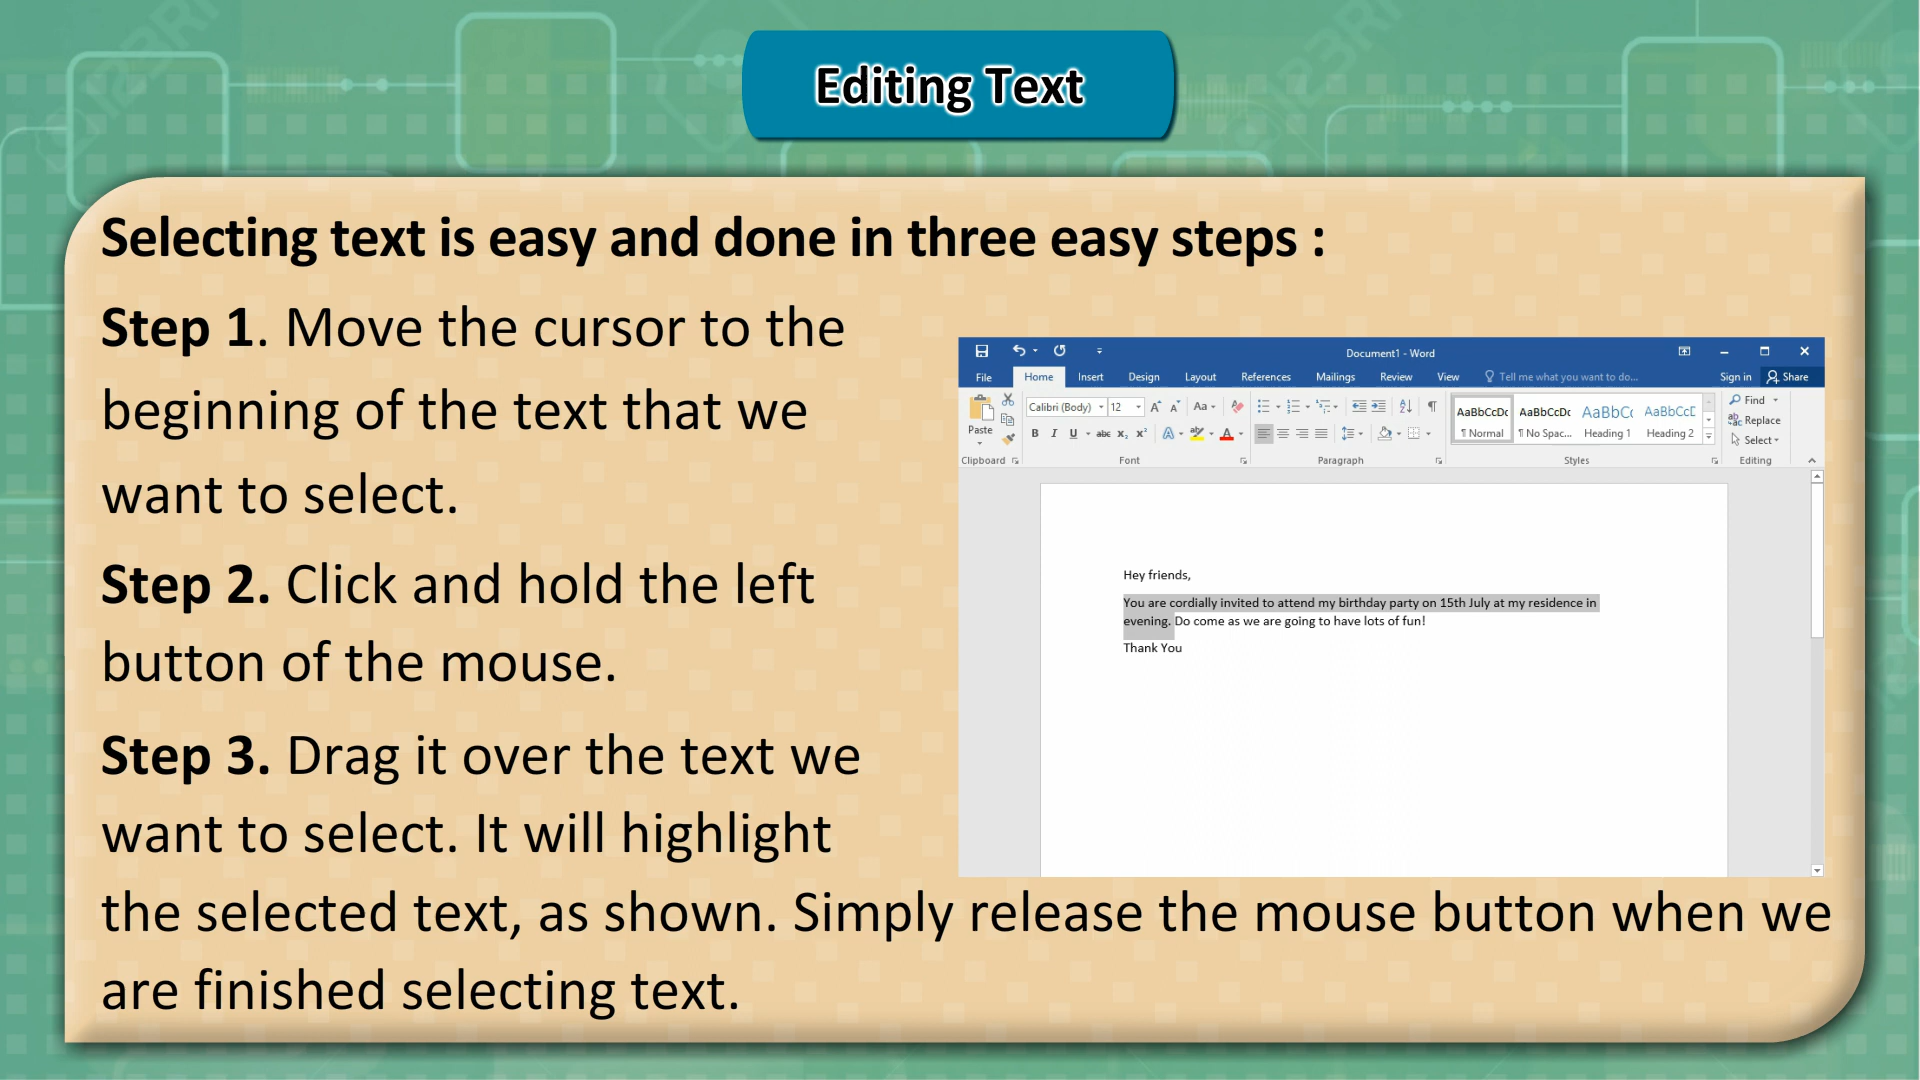 Editing Text
Selecting text is easy and done in three easy steps :
Step 1. Move the cursor to the
beginning of the text that we
want to select.
Step 2. Click and hold the left
button of the mouse.
Step 3. Drag it over the text we
want to select. It will highlight
the selected text, as shown. Simply release the mouse button when we
are finished selecting text.
Document1 - Word
File Home Insert Design Layout References Mailings Review View Tell me what you want to do... Sign in Share
Paste
Clipboard
Calibri (Body) 12 Aa
B I U abc x₂ x² A aby A
Font
Paragraph
AaBbCcDc AaBbCcDc AaBbCc AaBbCcE
¶ Normal ¶ No Spac... Heading 1 Heading 2
Styles
Find
Replace
Select
Editing
Hey friends,
You are cordially invited to attend my birthday party on 15th July at my residence in
evening. Do come as we are going to have lots of fun!
Thank You